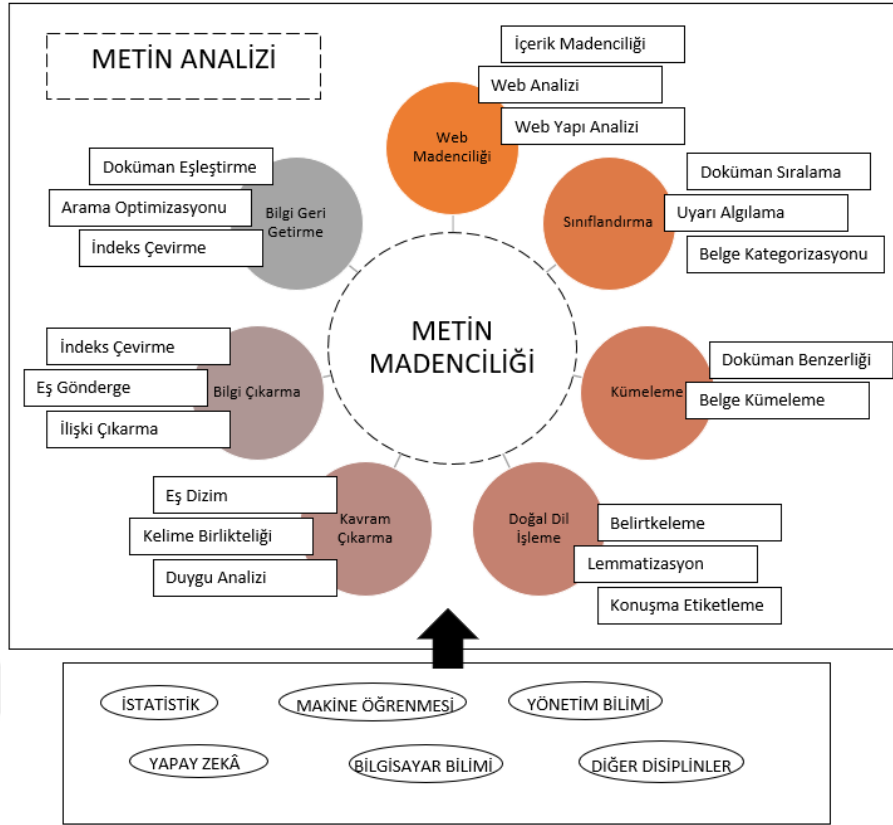 METİN ANALİZİ
İçerik Madenciliği
Web Analizi
Web Yapı Analizi
Web
Madenciliği
Doküman Sıralama
Uyarı Algılama
Belge Kategorizasyonu
Sınıflandırma
Doküman Eşleştirme
Arama Optimizasyonu
İndeks Çevirme
Bilgi Geri
Getirme
METİN
MADENCİLİĞİ
İndeks Çevirme
Eş Gönderge
İlişki Çıkarma
Bilgi Çıkarma
Kümeleme
Doküman Benzerliği
Belge Kümeleme
Eş Dizim
Kelime Birlikteliği
Duygu Analizi
Kavram
Çıkarma
Doğal Dil
İşleme
Belirtkeleme
Lemmatizasyon
Konuşma Etiketleme
İSTATİSTİK
MAKİNE ÖĞRENMESİ
YÖNETİM BİLİMİ
YAPAY ZEKÂ
BİLGİSAYAR BİLİMİ
DİĞER DİSİPLİNLER